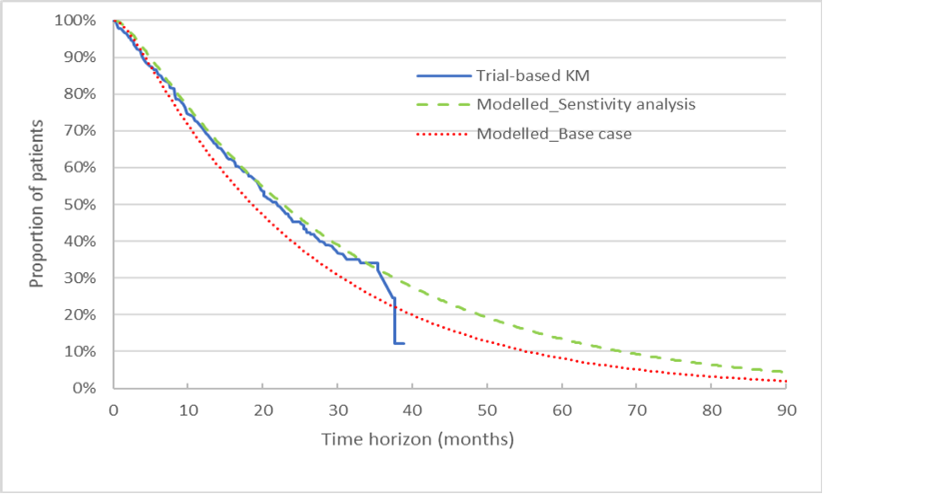 100%
90%
80%
70%
60%
50%
40%
30%
20%
10%
0%
Proportion of patients
Trial-based KM
Modelled_Senstivity analysis
Modelled_Base case
0 10 20 30 40 50 60 70 80 90
Time horizon (months)